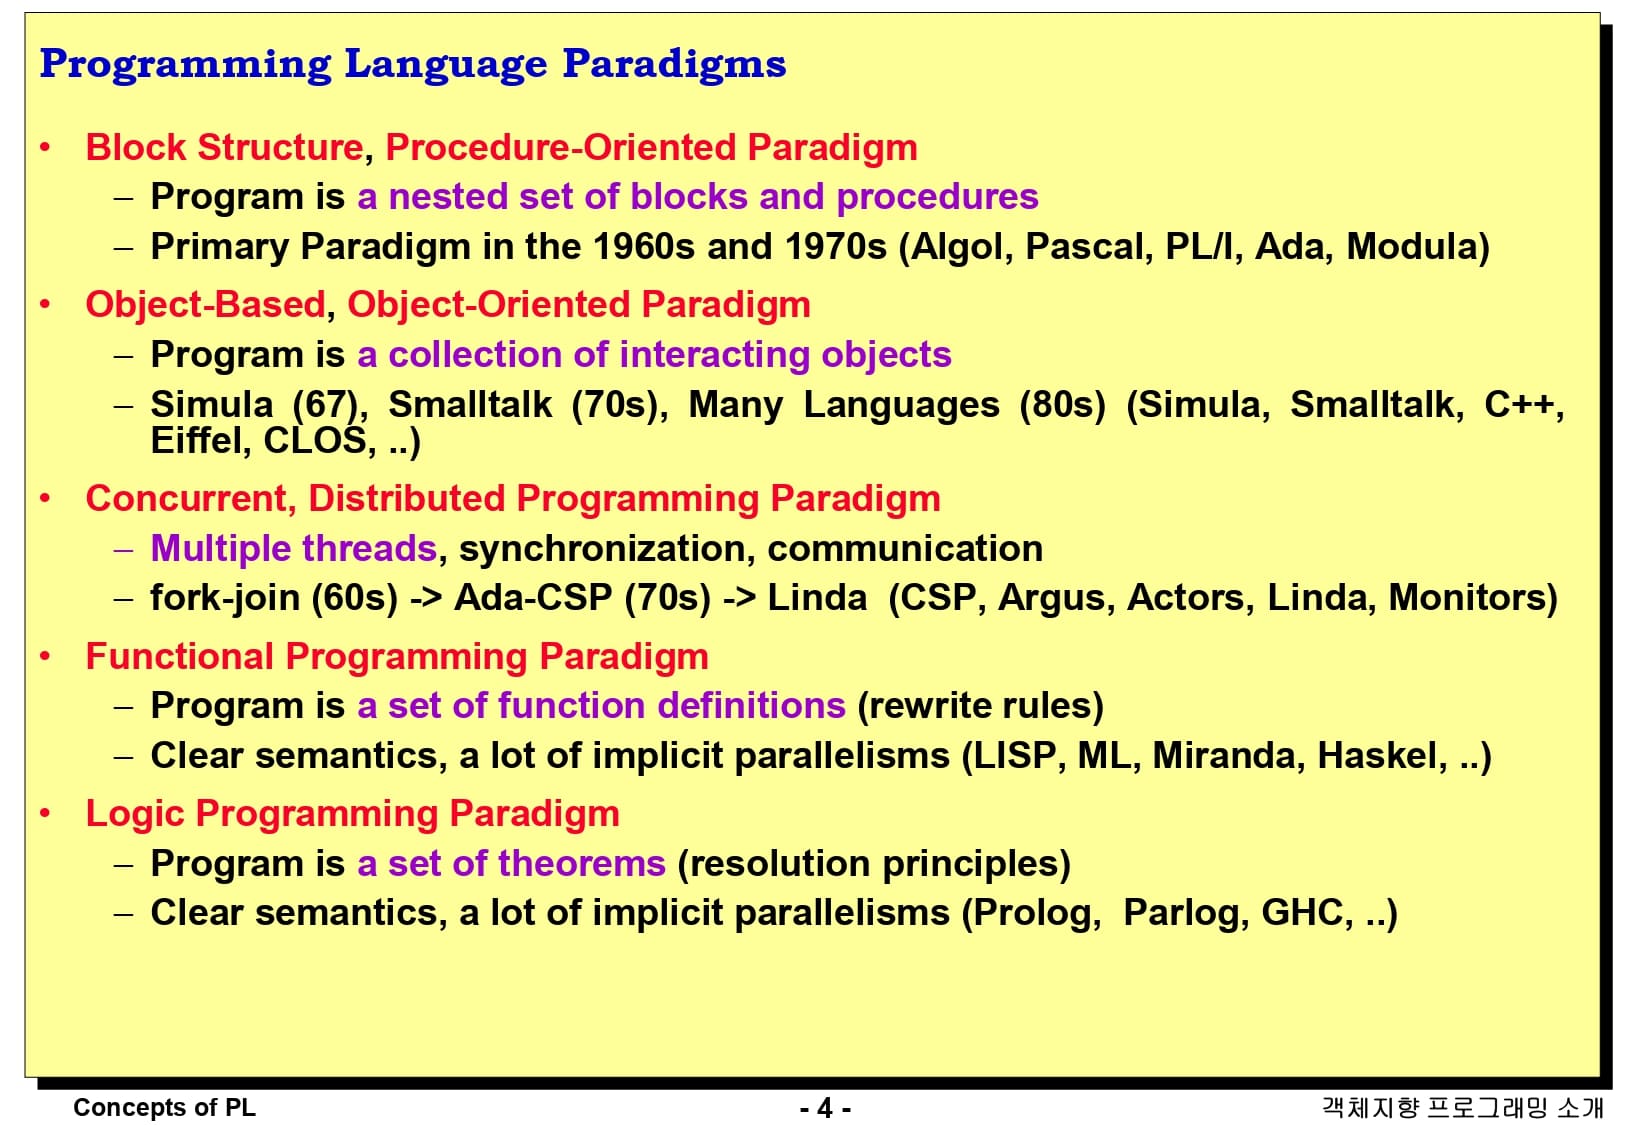 Programming Language Paradigms
• Block Structure, Procedure-Oriented Paradigm
– Program is a nested set of blocks and procedures
– Primary Paradigm in the 1960s and 1970s (Algol, Pascal, PL/I, Ada, Modula)
• Object-Based, Object-Oriented Paradigm
– Program is a collection of interacting objects
– Simula (67), Smalltalk (70s), Many Languages (80s) (Simula, Smalltalk, C++,
Eiffel, CLOS, ..)
• Concurrent, Distributed Programming Paradigm
– Multiple threads, synchronization, communication
– fork-join (60s) -> Ada-CSP (70s) -> Linda (CSP, Argus, Actors, Linda, Monitors)
• Functional Programming Paradigm
– Program is a set of function definitions (rewrite rules)
– Clear semantics, a lot of implicit parallelisms (LISP, ML, Miranda, Haskel, ..)
• Logic Programming Paradigm
– Program is a set of theorems (resolution principles)
– Clear semantics, a lot of implicit parallelisms (Prolog, Parlog, GHC, ..)
Concepts of PL
- 4 -
객체지향 프로그래밍 소개